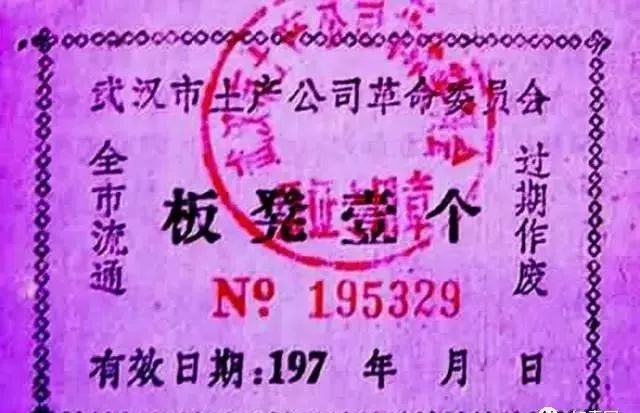 武汉市土产公司革命委员会
全市流通
板凳壹个
过期作废
Nº 195329
有效日期:197 年 月 日